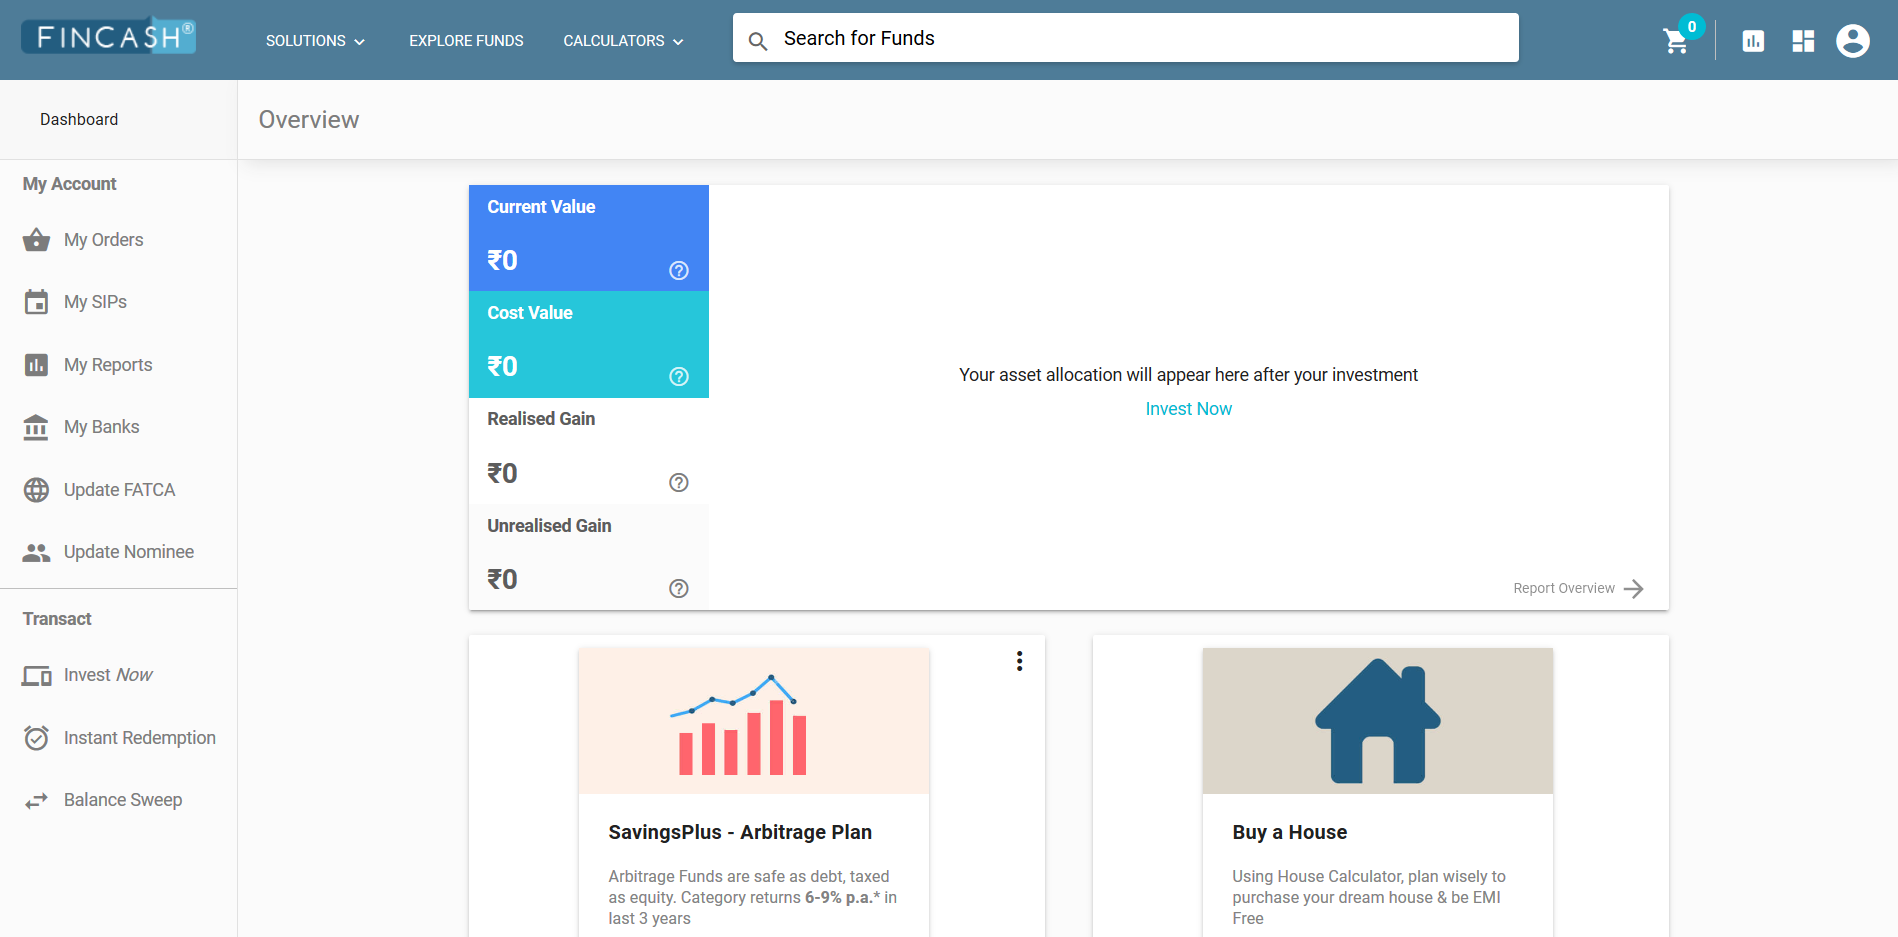 FINCASH®
SOLUTIONS
EXPLORE FUNDS
CALCULATORS
Search for Funds
0
Dashboard
Overview
My Account
My Orders
My SIPs
My Reports
My Banks
Update FATCA
Update Nominee
Transact
Invest Now
Instant Redemption
Balance Sweep
Current Value
₹0
Cost Value
₹0
Realised Gain
₹0
Unrealised Gain
₹0
Your asset allocation will appear here after your investment
Invest Now
Report Overview
SavingsPlus - Arbitrage Plan
Arbitrage Funds are safe as debt, taxed
as equity. Category returns 6-9% p.a.* in
last 3 years
Buy a House
Using House Calculator, plan wisely to
purchase your dream house & be EMI
Free